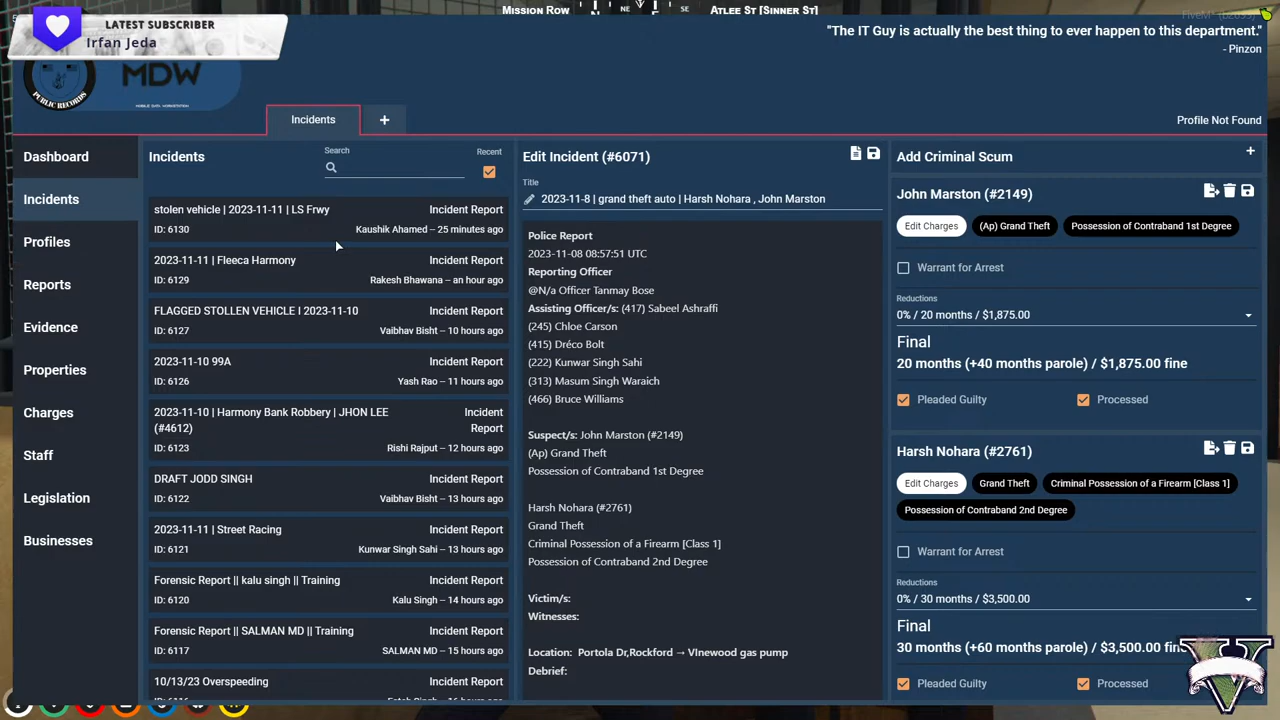 Mission Row
NE
SE
Atlee St [Sinner St]
LATEST SUBSCRIBER
Irfan Jeda
"The IT Guy is actually the best thing to ever happen to this department."
- Pinzon
PUBLIC RECORDS
MDW
MOBILE DATA WORKSTATION
Incidents
+
Profile Not Found
Dashboard
Incidents
Profiles
Reports
Evidence
Properties
Charges
Staff
Legislation
Businesses
Incidents
Search
Recent
stolen vehicle | 2023-11-11 | LS Frwy
Incident Report
ID: 6130
Kaushik Ahamed – 25 minutes ago
2023-11-11 | Fleeca Harmony
Incident Report
ID: 6129
Rakesh Bhawana – an hour ago
FLAGGED STOLEN VEHICLE I 2023-11-10
Incident Report
ID: 6127
Vaibhav Bisht – 10 hours ago
2023-11-10 99A
Incident Report
ID: 6126
Yash Rao – 11 hours ago
2023-11-10 | Harmony Bank Robbery | JHON LEE
(#4612)
Incident
Report
ID: 6123
Rishi Rajput – 12 hours ago
DRAFT JODD SINGH
Incident Report
ID: 6122
Vaibhav Bisht – 13 hours ago
2023-11-11 | Street Racing
Incident Report
ID: 6121
Kunwar Singh Sahi – 13 hours ago
Forensic Report || kalu singh || Training
Incident Report
ID: 6120
Kalu Singh – 14 hours ago
Forensic Report || SALMAN MD || Training
Incident Report
ID: 6117
SALMAN MD – 15 hours ago
10/13/23 Overspeeding
Incident Report
Edit Incident (#6071)
Title
2023-11-8 | grand theft auto | Harsh Nohara , John Marston
Police Report
2023-11-08 08:57:51 UTC
Reporting Officer
@N/a Officer Tanmay Bose
Assisting Officer/s: (417) Sabeel Ashraffi
(245) Chloe Carson
(415) Dréco Bolt
(222) Kunwar Singh Sahi
(313) Masum Singh Waraich
(466) Bruce Williams
Suspect/s: John Marston (#2149)
(Ap) Grand Theft
Possession of Contraband 1st Degree
Harsh Nohara (#2761)
Grand Theft
Criminal Possession of a Firearm [Class 1]
Possession of Contraband 2nd Degree
Victim/s:
Witnesses:
Location: Portola Dr,Rockford → VInewood gas pump
Debrief:
Add Criminal Scum
+
John Marston (#2149)
Edit Charges
(Ap) Grand Theft
Possession of Contraband 1st Degree
Warrant for Arrest
Reductions
0% / 20 months / $1,875.00
Final
20 months (+40 months parole) / $1,875.00 fine
Pleaded Guilty
Processed
Harsh Nohara (#2761)
Edit Charges
Grand Theft
Criminal Possession of a Firearm [Class 1]
Possession of Contraband 2nd Degree
Warrant for Arrest
Reductions
0% / 30 months / $3,500.00
Final
30 months (+60 months parole) / $3,500.00 fine
Pleaded Guilty
Processed